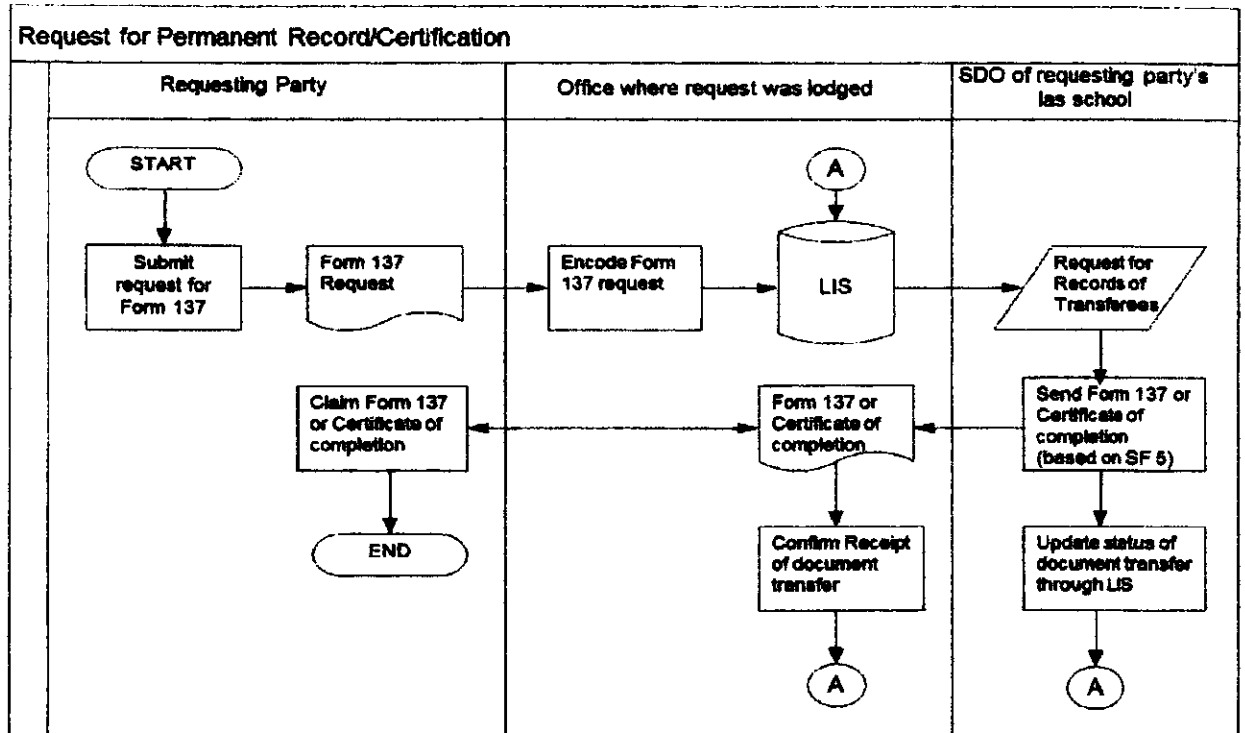 Request for Permanent Record/Certification
Requesting Party
Office where request was lodged
SDO of requesting party's
las school
START
A
Submit
request for
Form 137
Form 137
Request
Encode Form
137 request
LIS
Request for
Records of
Transferees
Claim Form 137
or Certificate of
completion
Form 137 or
Certificate of
completion
Send Form 137 or
Certificate of
completion
(based on SF 5)
END
Confirm Receipt
of document
transfer
Update status of
document transfer
through LIS
A
A